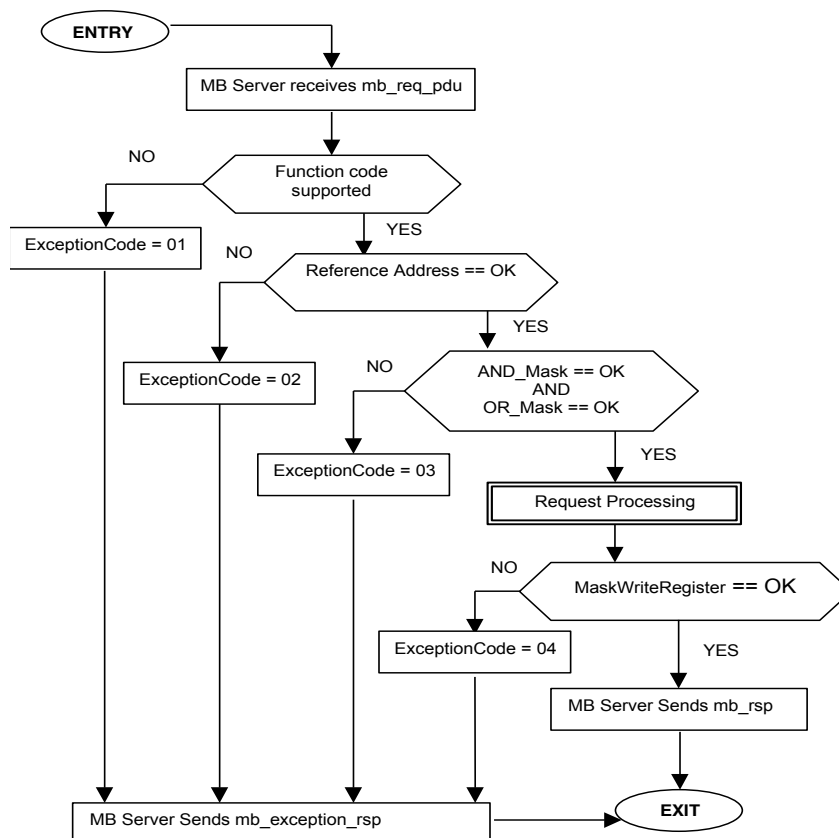 ENTRY
MB Server receives mb_req_pdu
NO
Function code
supported
YES
ExceptionCode = 01
NO
Reference Address == OK
YES
ExceptionCode = 02
NO
AND_Mask == OK
AND
OR_Mask == OK
YES
ExceptionCode = 03
Request Processing
NO
MaskWriteRegister == OK
ExceptionCode = 04
YES
MB Server Sends mb_rsp
MB Server Sends mb_exception_rsp
EXIT